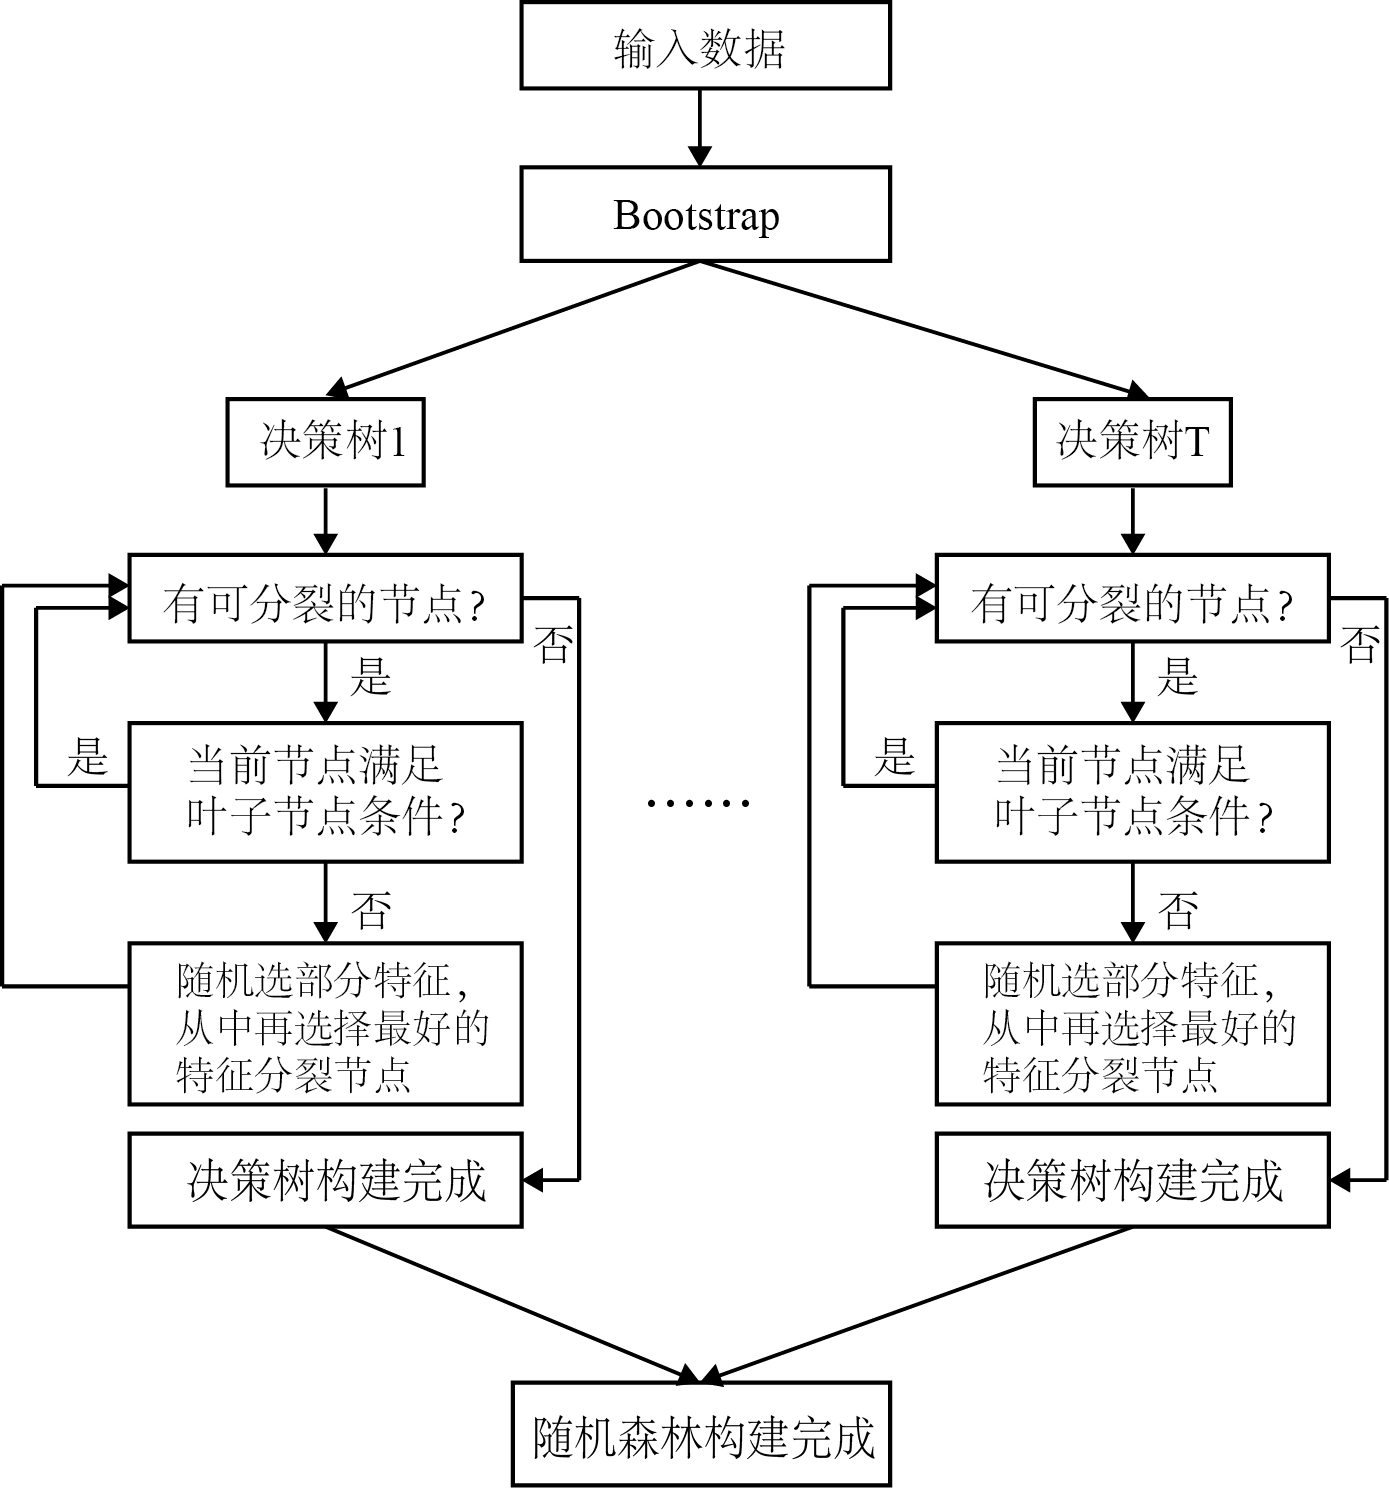 输入数据
Bootstrap
决策树1
有可分裂的节点?
否
是
当前节点满足
叶子节点条件?
是
否
随机选部分特征,
从中再选择最好的
特征分裂节点
决策树构建完成
……
决策树T
有可分裂的节点?
否
是
当前节点满足
叶子节点条件?
是
否
随机选部分特征,
从中再选择最好的
特征分裂节点
决策树构建完成
随机森林构建完成